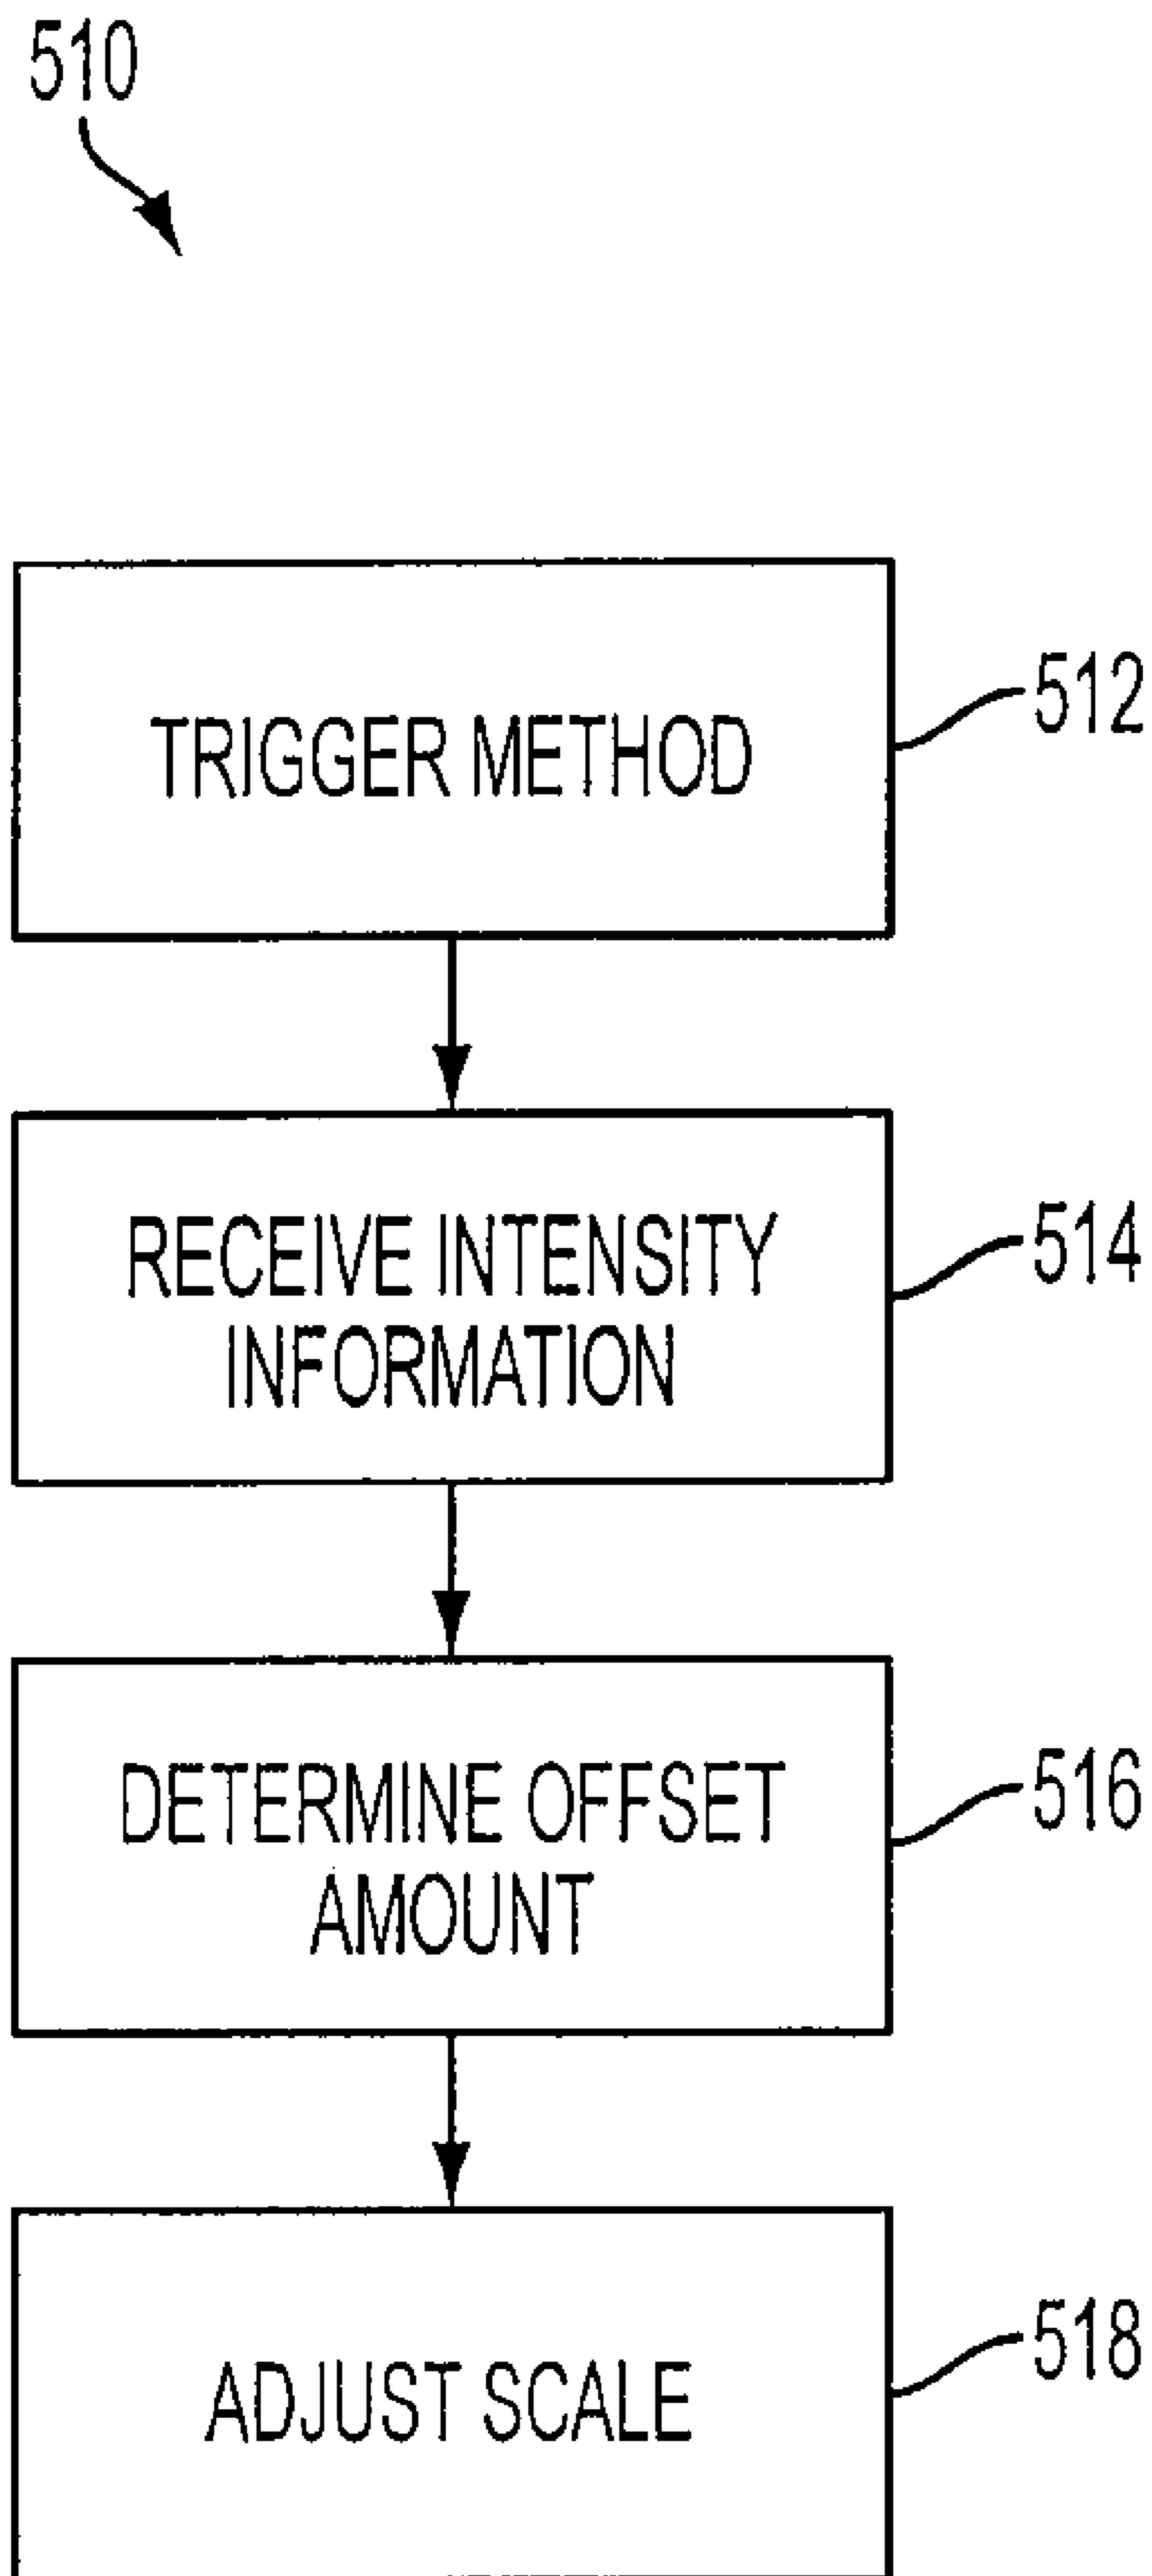 510
TRIGGER METHOD
512
RECEIVE INTENSITY
INFORMATION
514
DETERMINE OFFSET
AMOUNT
516
ADJUST SCALE
518